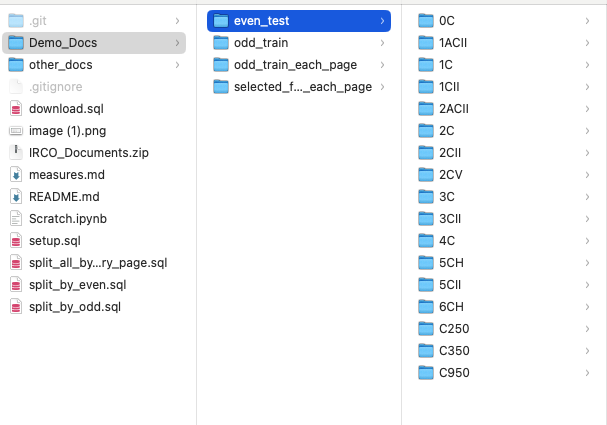 .git
Demo_Docs
other_docs
.gitignore
download.sql
image (1).png
IRCO_Documents.zip
measures.md
README.md
Scratch.ipynb
setup.sql
split_all_by...ry_page.sql
split_by_even.sql
split_by_odd.sql
even_test
odd_train
odd_train_each_page
selected_f..._each_page
0C
1ACII
1C
1CII
2ACII
2C
2CII
2CV
3C
3CII
4C
5CH
5CII
6CH
C250
C350
C950